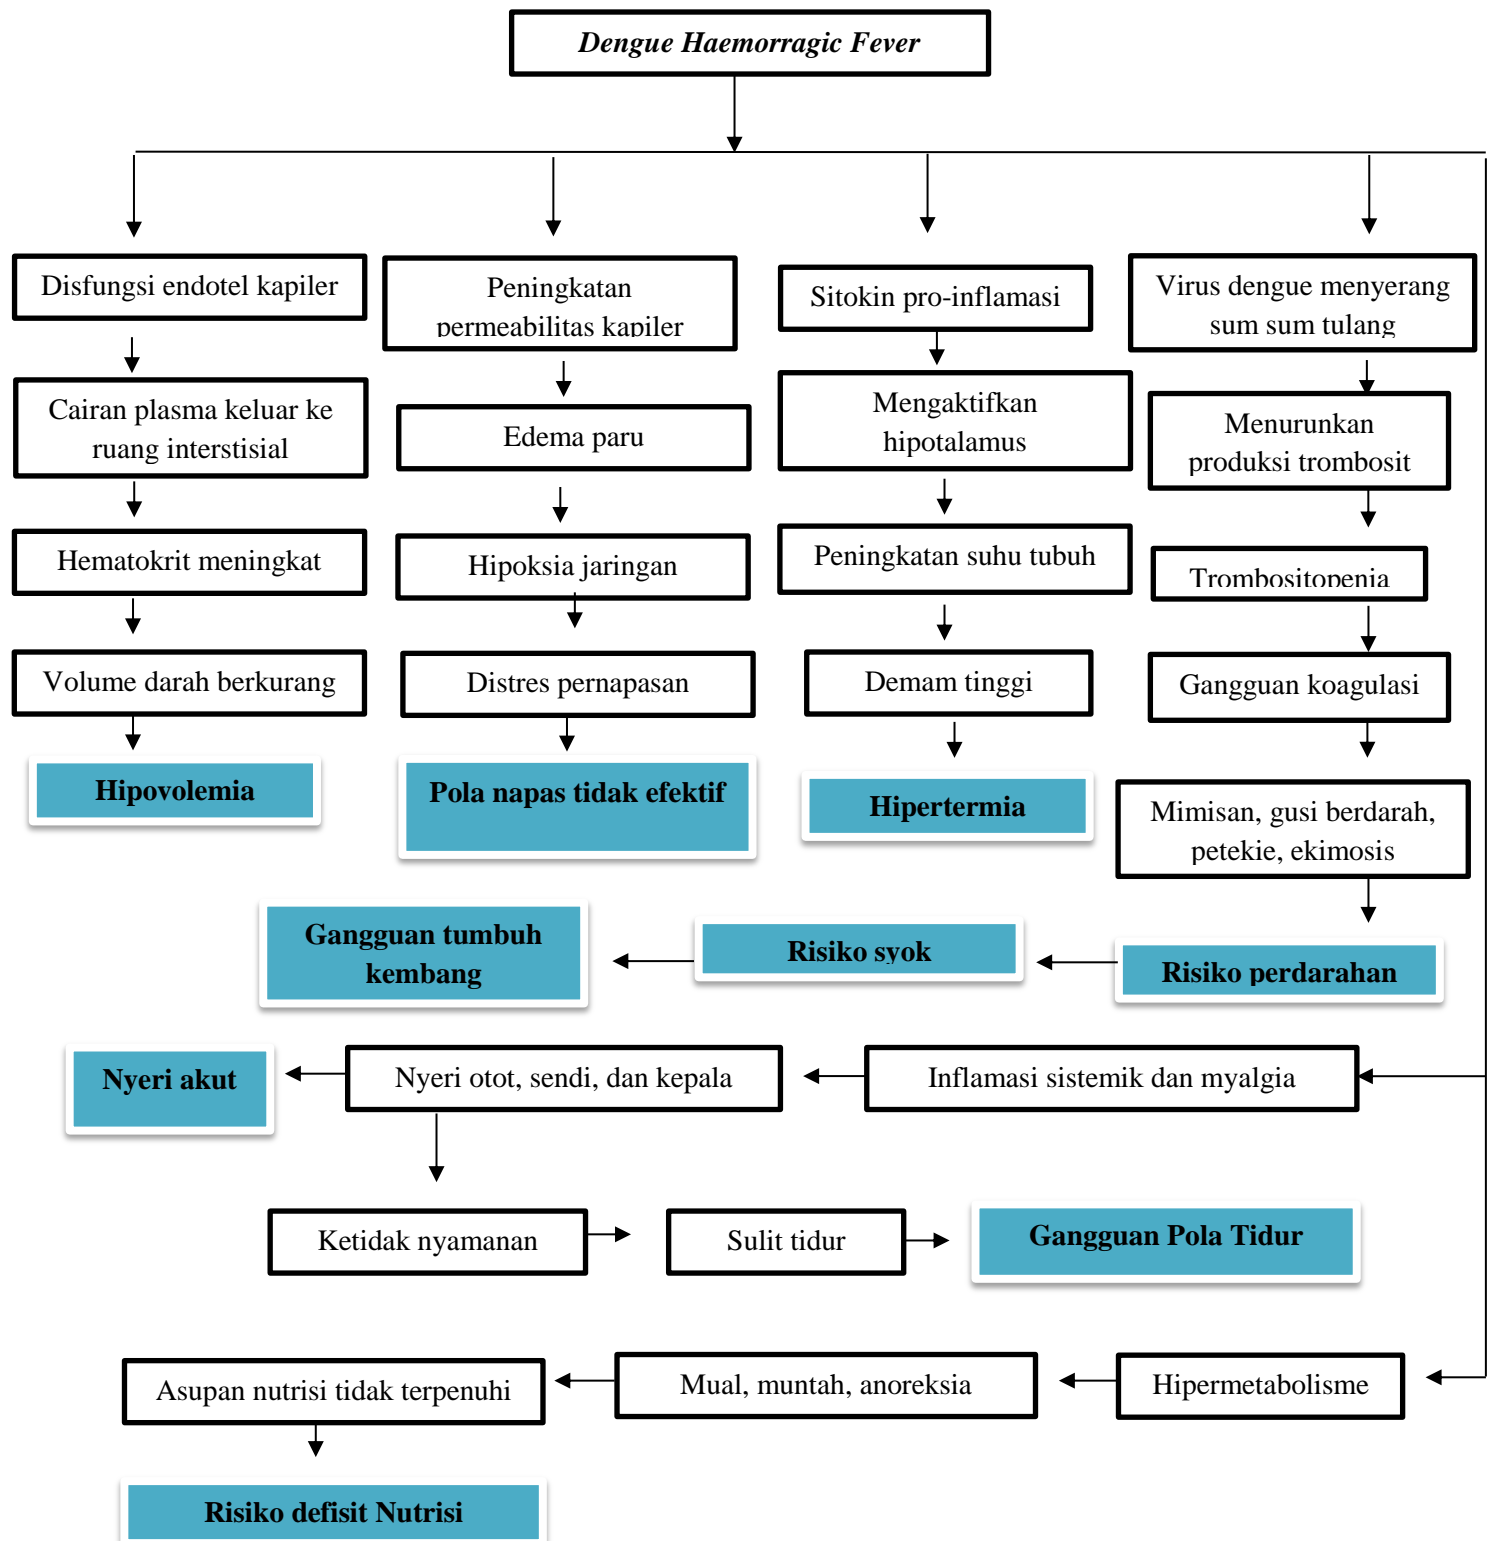 Dengue Haemorragic Fever
Disfungsi endotel kapiler
Peningkatan
permeabilitas kapiler
Sitokin pro-inflamasi
Virus dengue menyerang
sum sum tulang
Cairan plasma keluar ke
ruang interstisial
Edema paru
Mengaktifkan
hipotalamus
Menurunkan
produksi trombosit
Hematokrit meningkat
Hipoksia jaringan
Peningkatan suhu tubuh
Trombositopenia
Volume darah berkurang
Distres pernapasan
Demam tinggi
Gangguan koagulasi
Hipovolemia
Pola napas tidak efektif
Hipertermia
Mimisan, gusi berdarah,
petekie, ekimosis
Gangguan tumbuh
kembang
Risiko syok
Risiko perdarahan
Nyeri akut
Nyeri otot, sendi, dan kepala
Inflamasi sistemik dan myalgia
Ketidak nyamanan
Sulit tidur
Gangguan Pola Tidur
Asupan nutrisi tidak terpenuhi
Mual, muntah, anoreksia
Hipermetabolisme
Risiko defisit Nutrisi